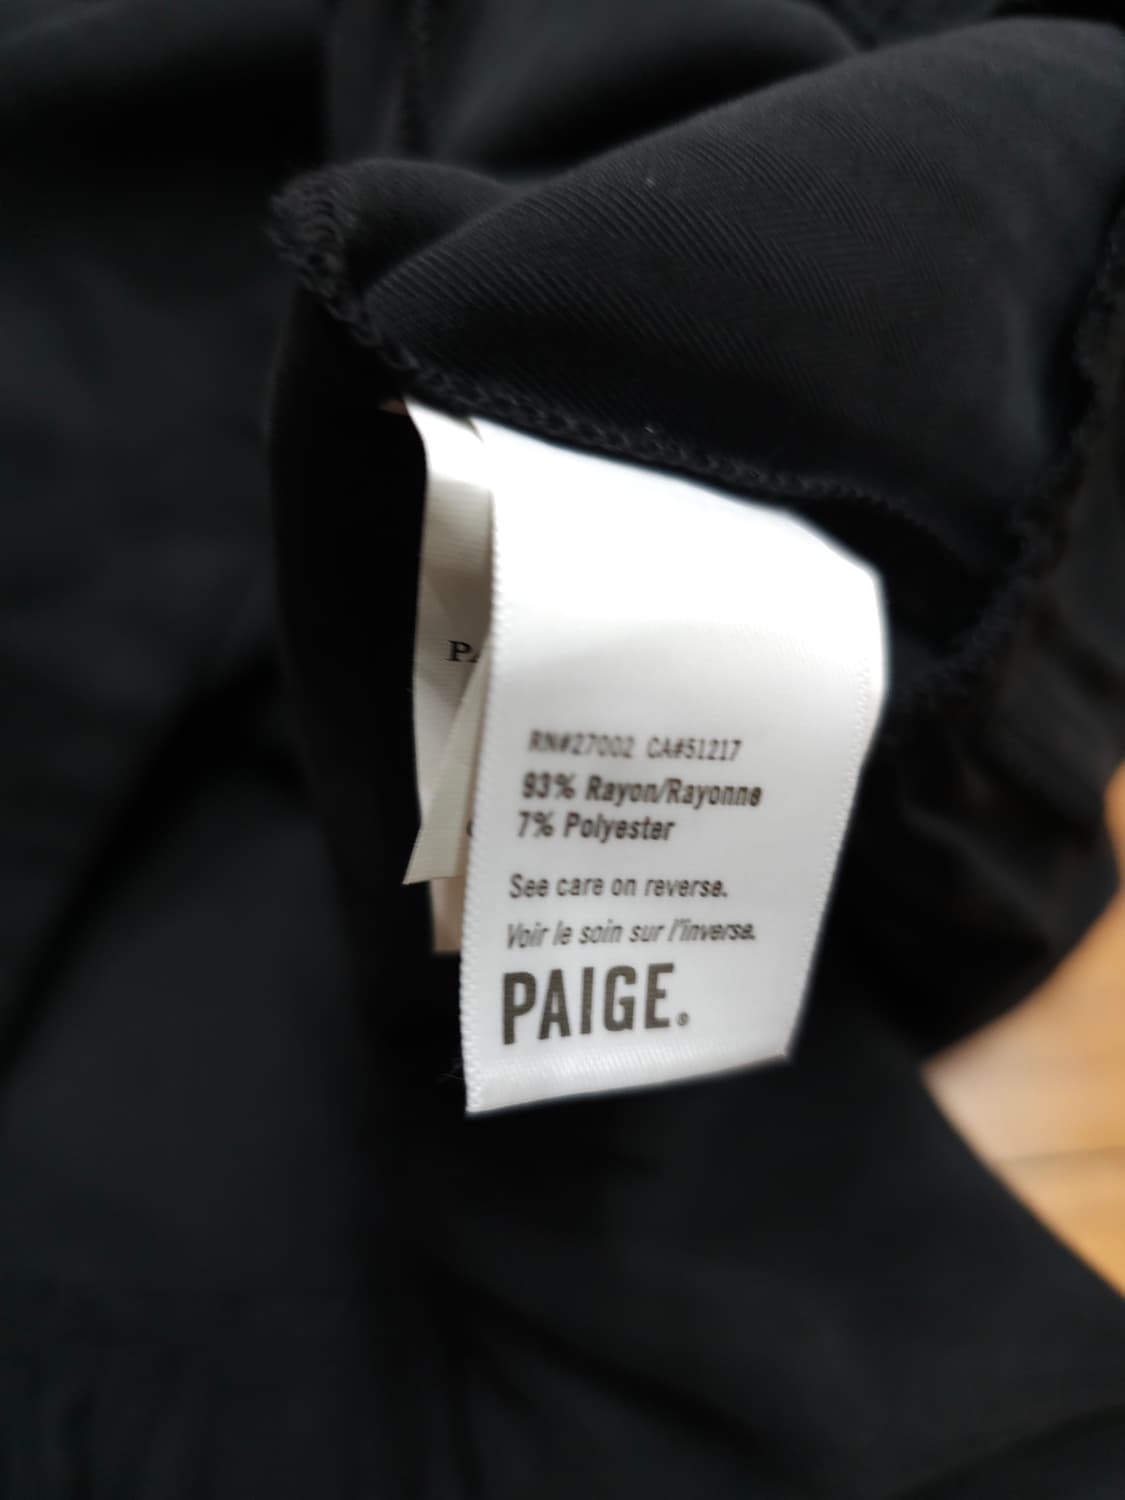 RN#27002 CA#51217
93% Rayon/Rayonne
7% Polyester
See care on reverse.
Voir le soin sur l'inverse.
PAIGE®